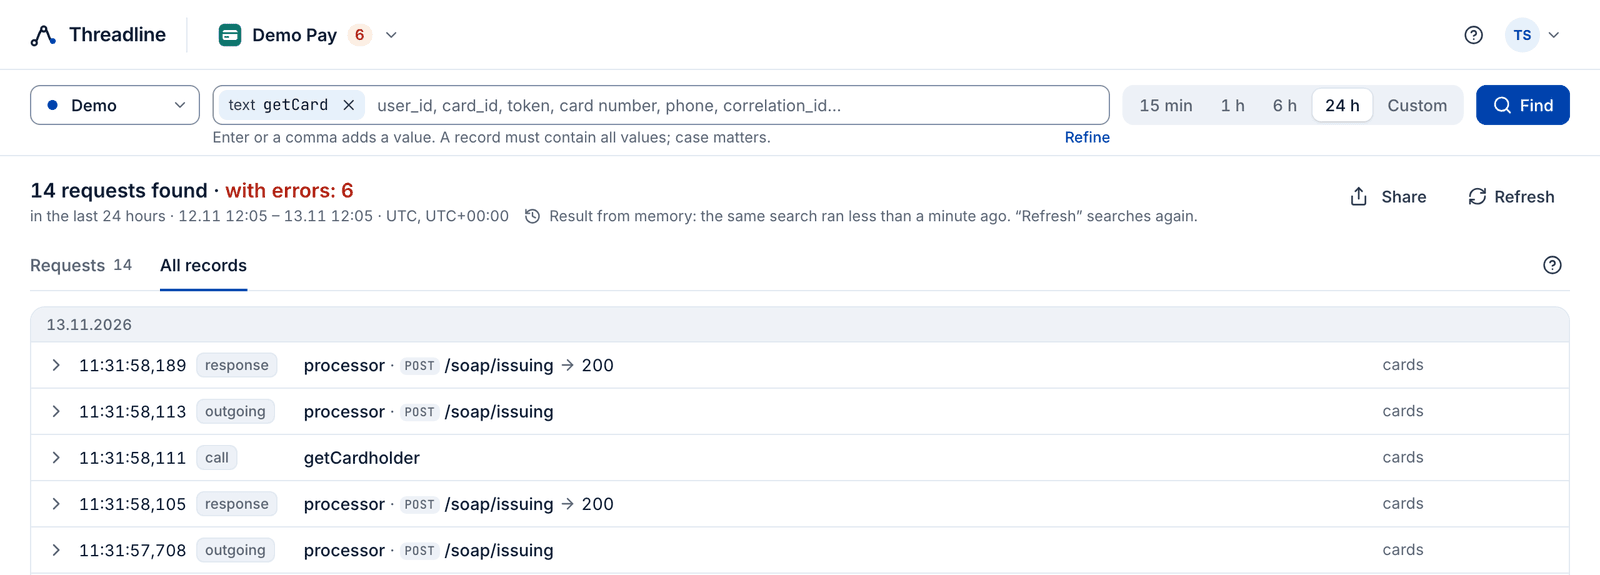 Threadline
Demo Pay 6
TS
Demo
text getCard
user_id, card_id, token, card number, phone, correlation_id...
15 min 1 h 6 h 24 h Custom
Find
Enter or a comma adds a value. A record must contain all values; case matters.
Refine
14 requests found · with errors: 6
in the last 24 hours · 12.11 12:05 – 13.11 12:05 · UTC, UTC+00:00
Result from memory: the same search ran less than a minute ago. “Refresh” searches again.
Share
Refresh
Requests 14
All records
13.11.2026
11:31:58,189 response processor · POST /soap/issuing → 200 cards
11:31:58,113 outgoing processor · POST /soap/issuing cards
11:31:58,111 call getCardholder cards
11:31:58,105 response processor · POST /soap/issuing → 200 cards
11:31:57,708 outgoing processor · POST /soap/issuing cards